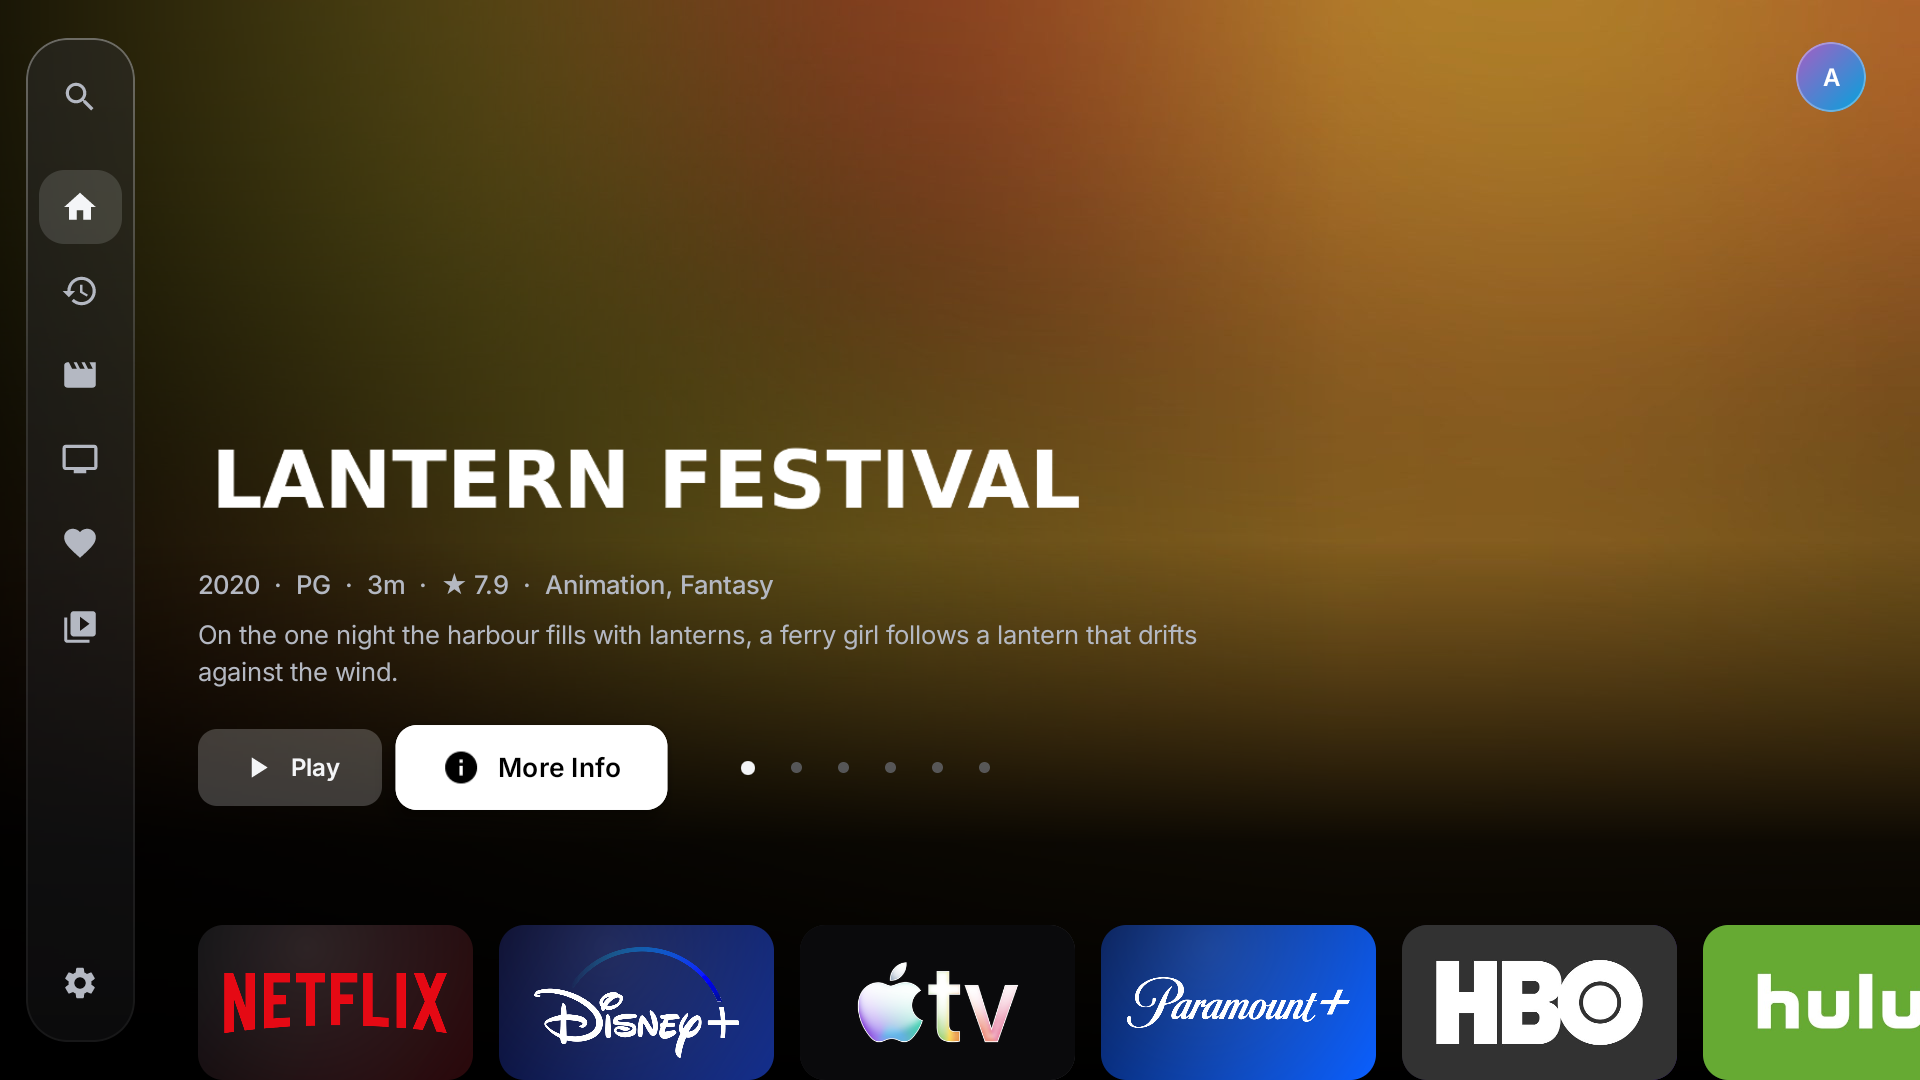 A
LANTERN FESTIVAL
2020 · PG · 3m · ★ 7.9 · Animation, Fantasy
On the one night the harbour fills with lanterns, a ferry girl follows a lantern that drifts
against the wind.
Play
More Info
NETFLIX
Disney+
tv
Paramount+
HBO
hulu